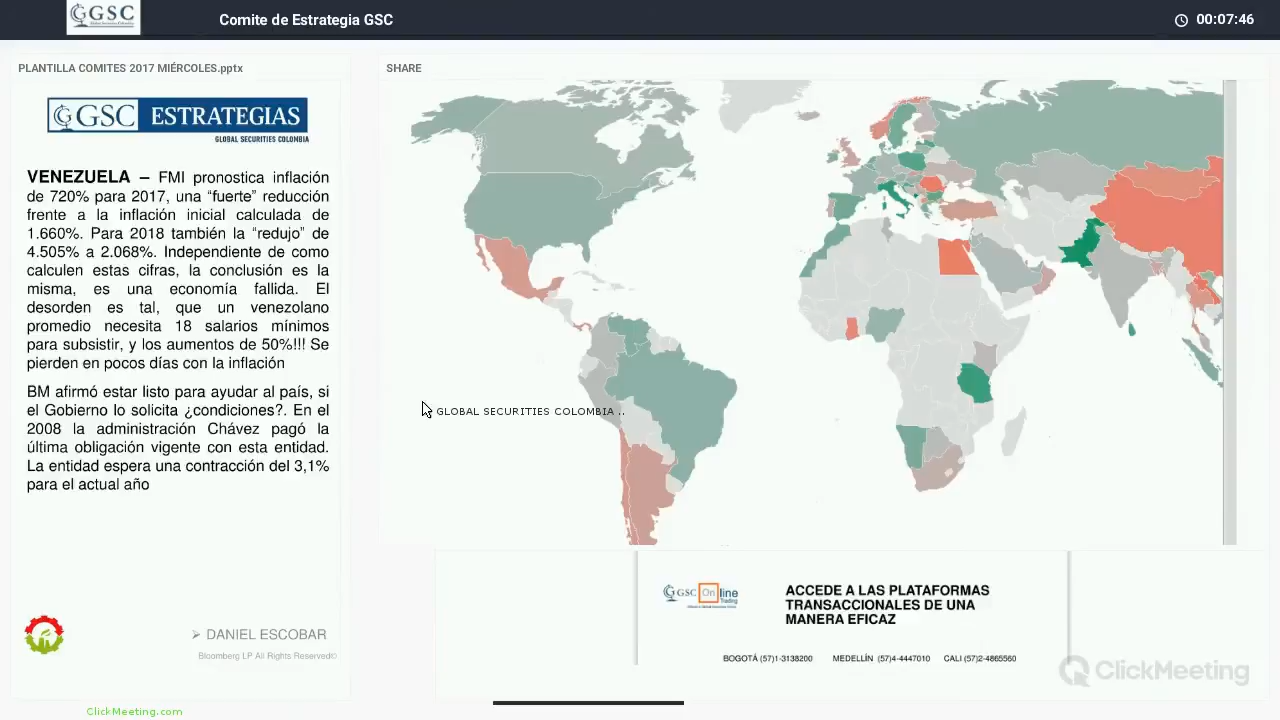 GSC
Comite de Estrategia GSC
00:07:46
PLANTILLA COMITES 2017 MIÉRCOLES.pptx
SHARE
GSC ESTRATEGIAS
GLOBAL SECURITIES COLOMBIA
VENEZUELA – FMI pronostica inflación
de 720% para 2017, una “fuerte” reducción
frente a la inflación inicial calculada de
1.660%. Para 2018 también la “redujo” de
4.505% a 2.068%. Independiente de como
calculen estas cifras, la conclusión es la
misma, es una economía fallida. El
desorden es tal, que un venezolano
promedio necesita 18 salarios mínimos
para subsistir, y los aumentos de 50%!!! Se
pierden en pocos días con la inflación
BM afirmó estar listo para ayudar al país, si
el Gobierno lo solicita ¿condiciones?. En el
2008 la administración Chávez pagó la
última obligación vigente con esta entidad.
La entidad espera una contracción del 3,1%
para el actual año
➢ DANIEL ESCOBAR
Bloomberg LP All Rights Reserved©
GLOBAL SECURITIES COLOMBIA ..
GSC Online
Trading
ACCEDE A LAS PLATAFORMAS
TRANSACCIONALES DE UNA
MANERA EFICAZ
BOGOTÁ (57)1-3138200 MEDELLÍN (57)4-4447010 CALI (57)2-4865560
ClickMeeting
ClickMeeting.com